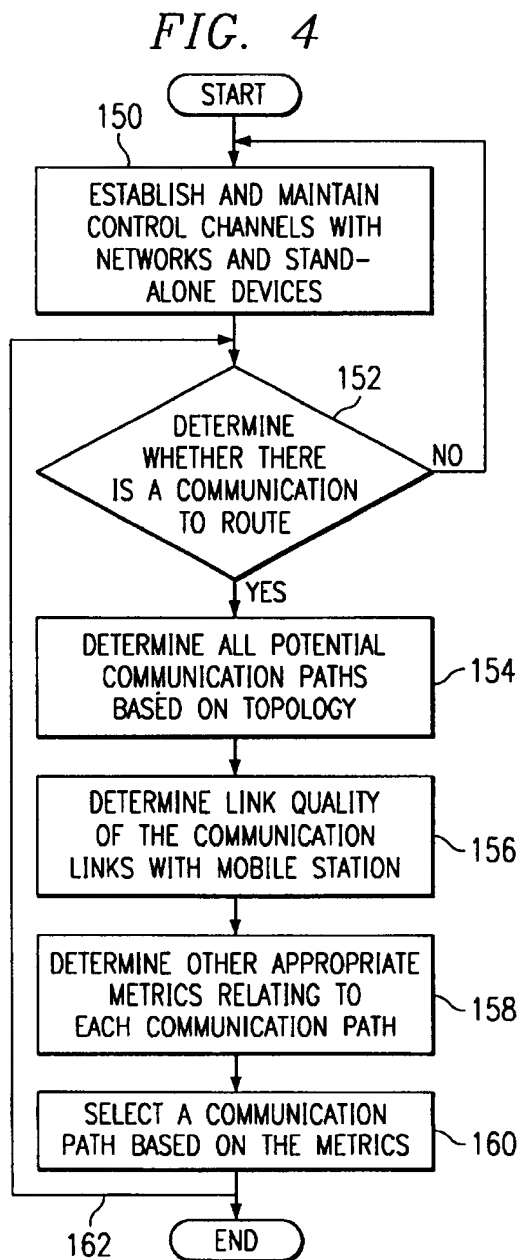 FIG. 4
START
150
ESTABLISH AND MAINTAIN
CONTROL CHANNELS WITH
NETWORKS AND STAND-
ALONE DEVICES
152
DETERMINE
WHETHER THERE
IS A COMMUNICATION
TO ROUTE
NO
YES
DETERMINE ALL POTENTIAL
COMMUNICATION PATHS
BASED ON TOPOLOGY
154
DETERMINE LINK QUALITY
OF THE COMMUNICATION
LINKS WITH MOBILE STATION
156
DETERMINE OTHER APPROPRIATE
METRICS RELATING TO
EACH COMMUNICATION PATH
158
SELECT A COMMUNICATION
PATH BASED ON THE METRICS
160
162
END